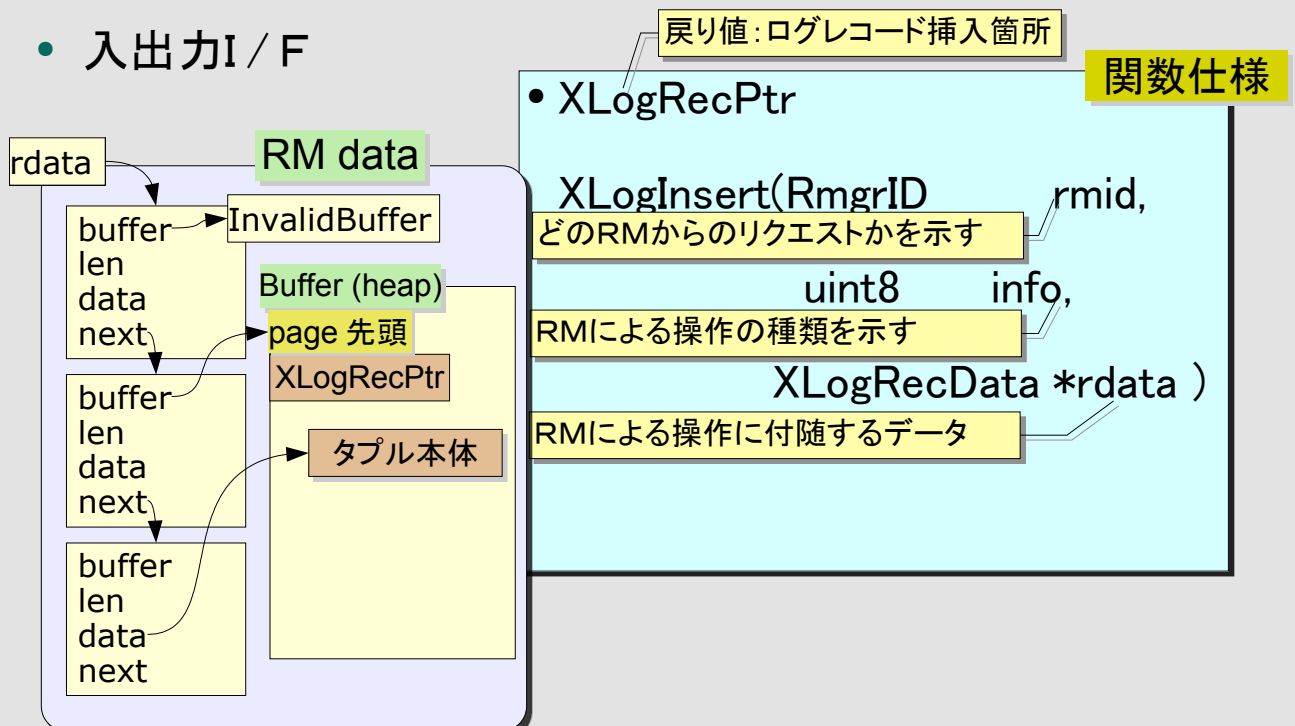 • 入出力I/F
戻り値:ログレコード挿入箇所
関数仕様
• XLogRecPtr
XLogInsert(RmgrID rmid,
どのRMからのリクエストかを示す
uint8 info,
RMによる操作の種類を示す
XLogRecData *rdata )
RMによる操作に付随するデータ
rdata
RM data
buffer
len
data
next
InvalidBuffer
Buffer (heap)
page 先頭
XLogRecPtr
buffer
len
data
next
タプル本体
buffer
len
data
next